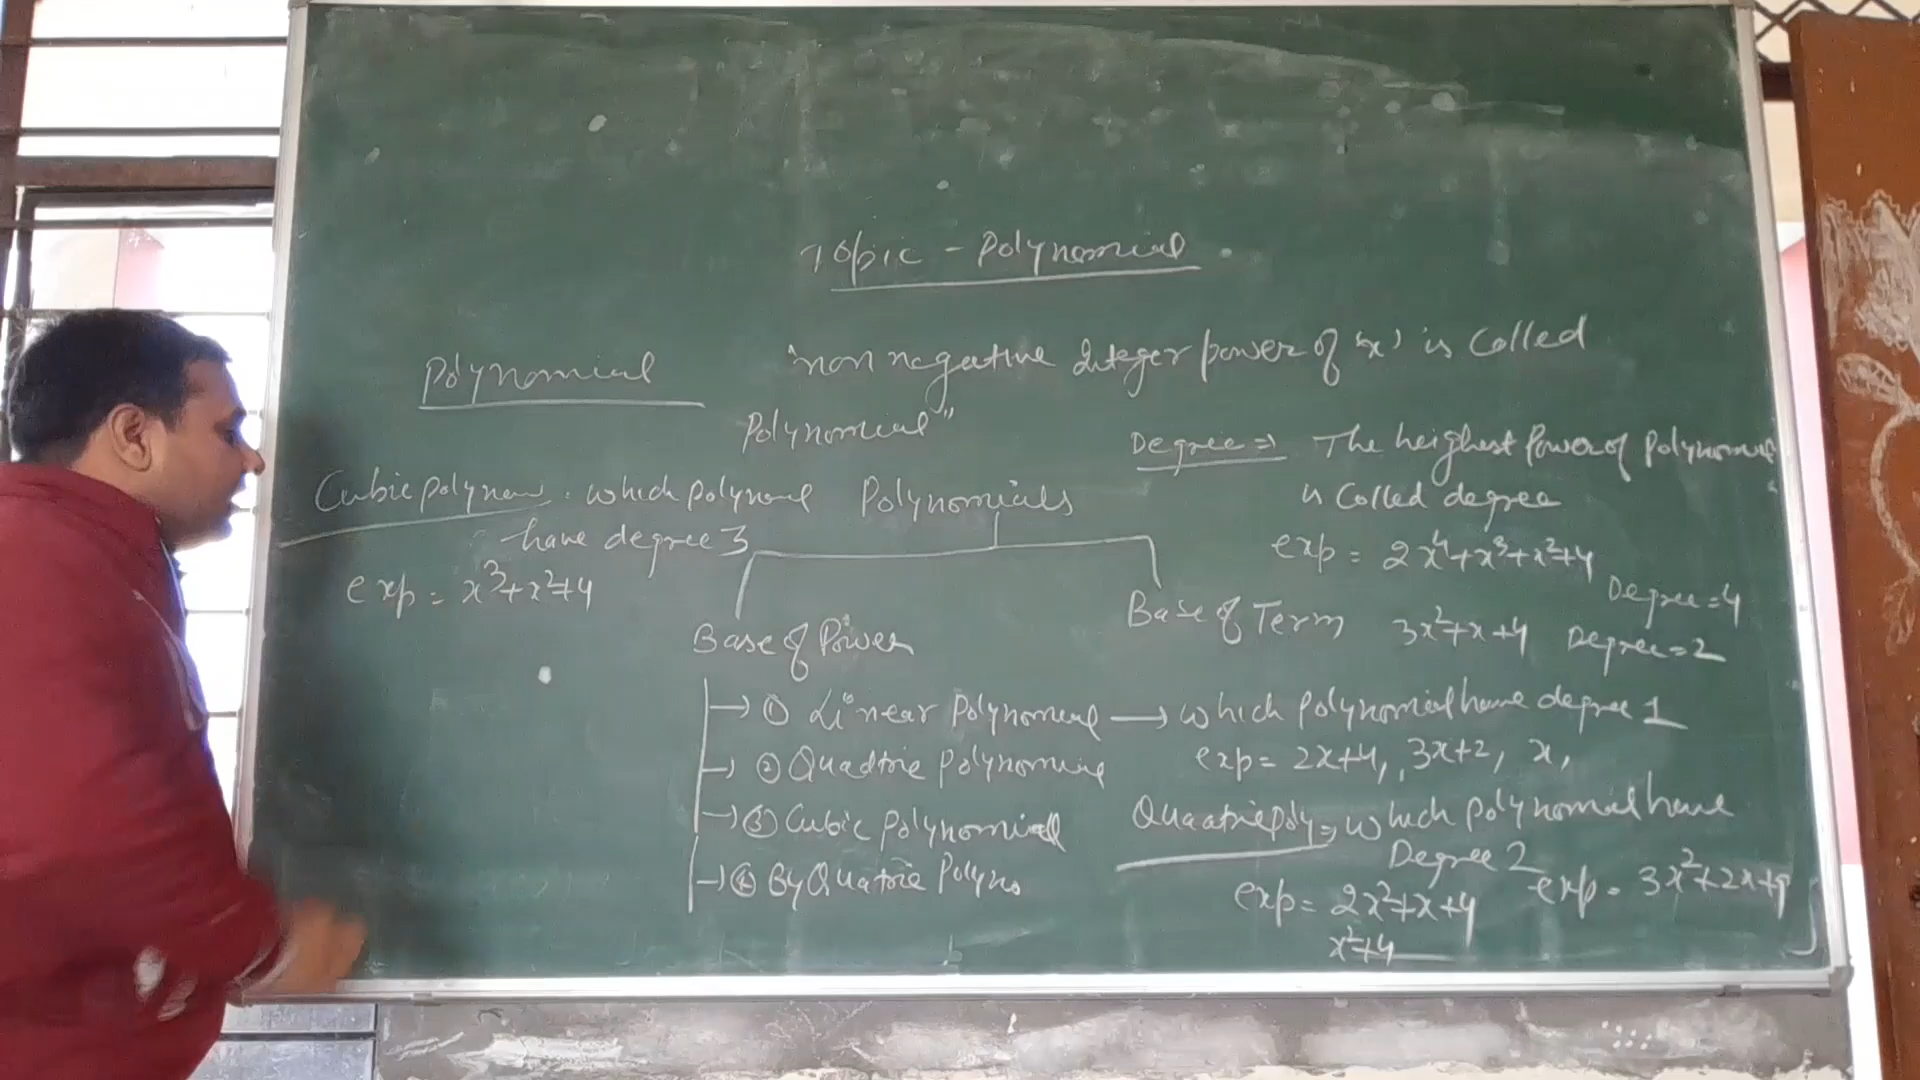 Topic - Polynomial
Polynomial "non negative integer power of 'x' is called
Polynomial"
Degree ⇒ The heighest Power of Polynomial
is Called degree
exp = 2x⁴+x³+x²+4
Degree=4
3x²+x+4 Degree=2
Cubic polynom . which polynomal
have degree 3
exp = x³+x²+4
Polynomials
Base of Power
Base of Term
→ ① Linear Polynomial → which polynomial have degree 1
exp = 2x+4, 3x+2, x,
→ ② Quadtric Polynomial
→ ③ Cubic Polynomial
→ ④ By Quatric Polyno
Quaatric poly ⇒ which polynomial have
Degree 2
exp = 2x²+x+4
x²+4
exp = 3x²+2x+9